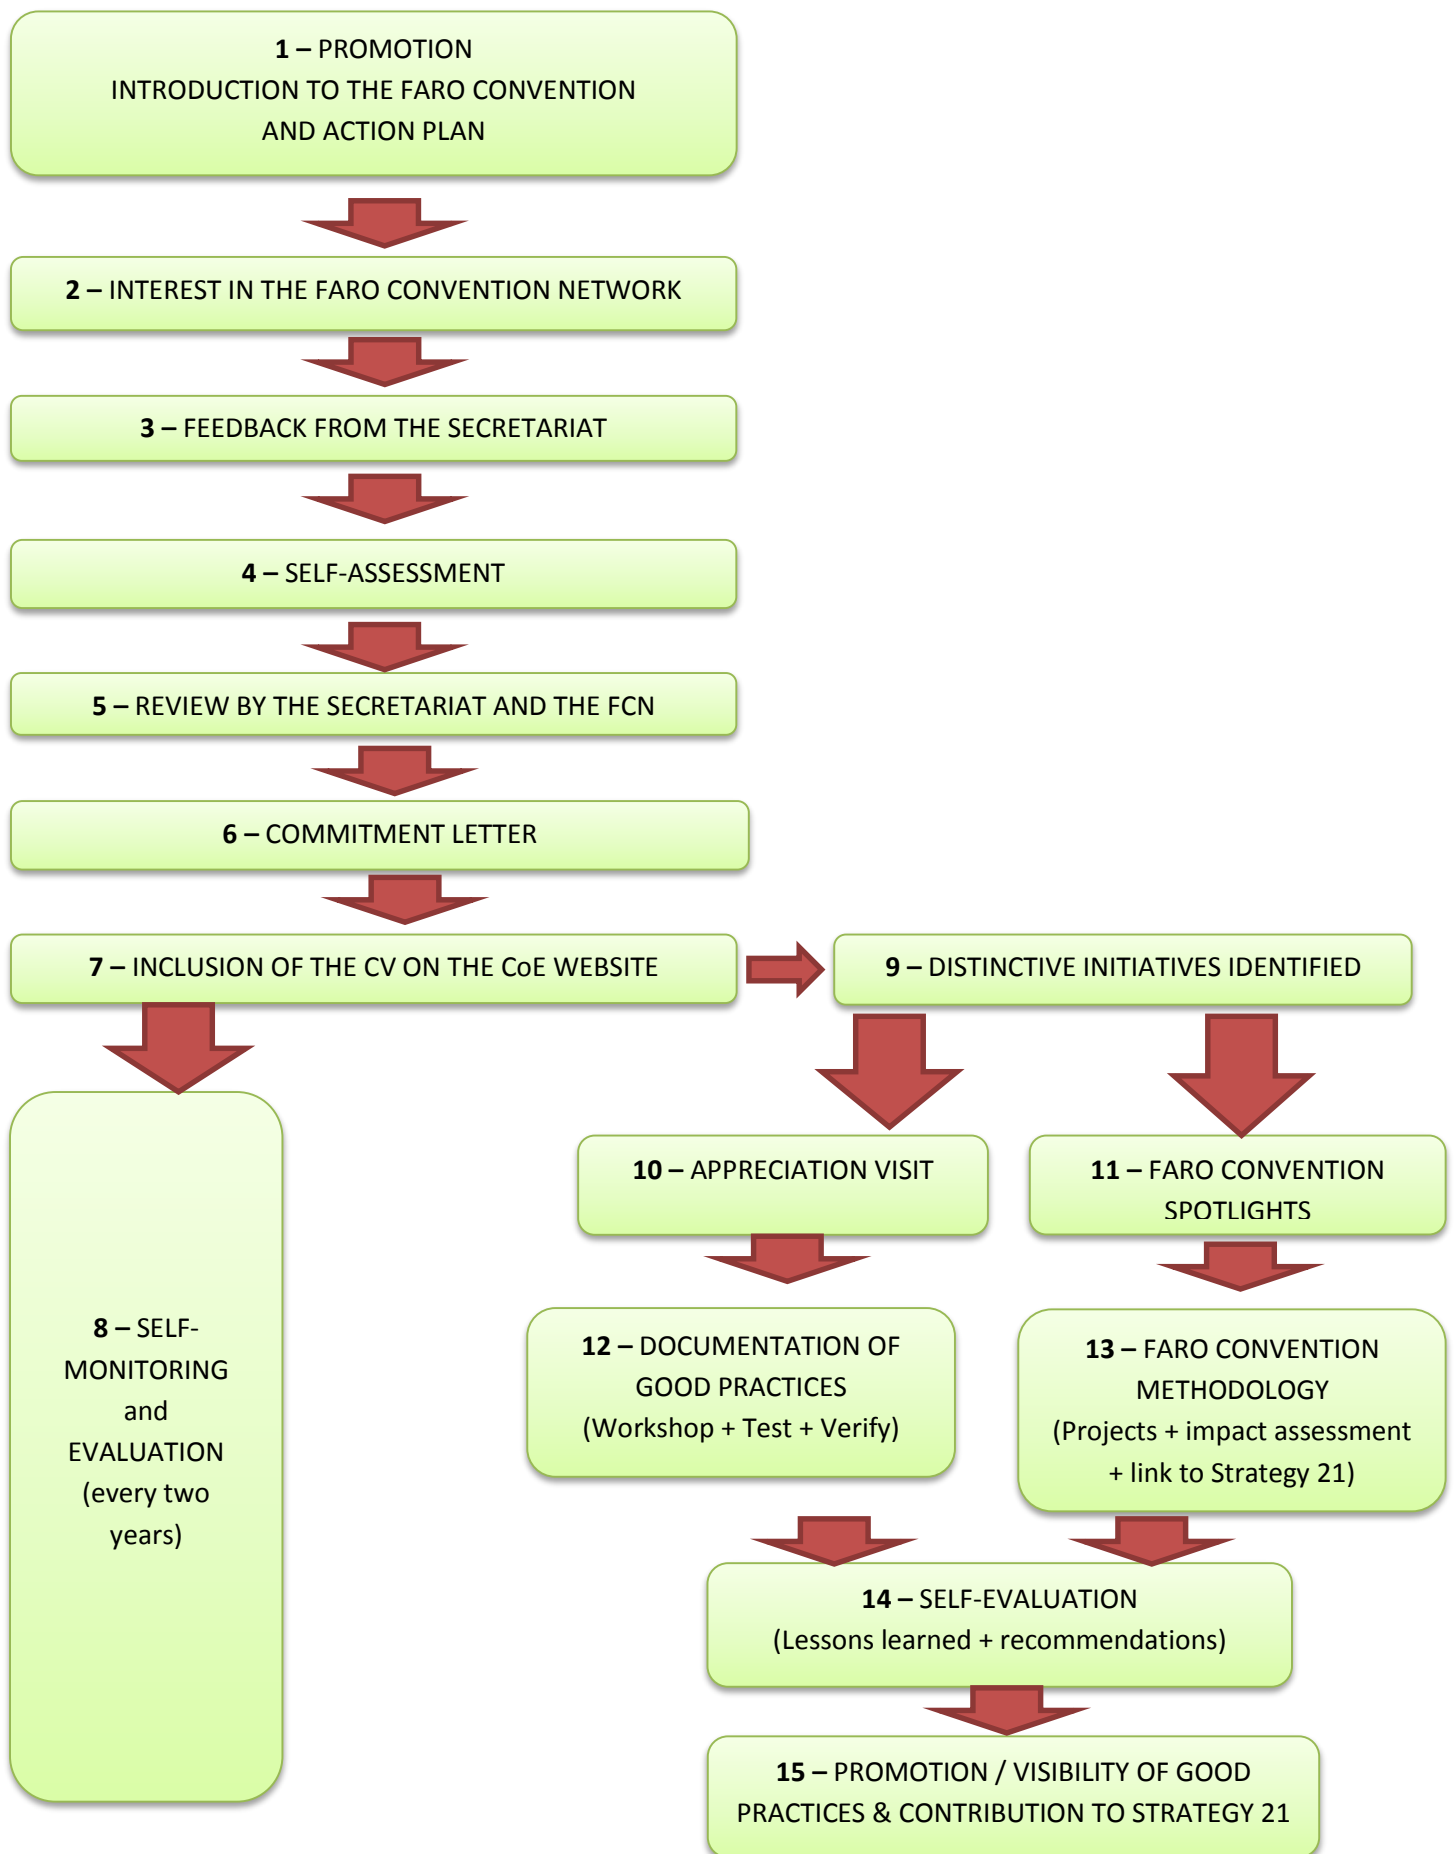 1 – PROMOTION
INTRODUCTION TO THE FARO CONVENTION
AND ACTION PLAN
2 – INTEREST IN THE FARO CONVENTION NETWORK
3 – FEEDBACK FROM THE SECRETARIAT
4 – SELF-ASSESSMENT
5 – REVIEW BY THE SECRETARIAT AND THE FCN
6 – COMMITMENT LETTER
7 – INCLUSION OF THE CV ON THE CoE WEBSITE
9 – DISTINCTIVE INITIATIVES IDENTIFIED
8 – SELF-
MONITORING
and
EVALUATION
(every two
years)
10 – APPRECIATION VISIT
11 – FARO CONVENTION
SPOTLIGHTS
12 – DOCUMENTATION OF
GOOD PRACTICES
(Workshop + Test + Verify)
13 – FARO CONVENTION
METHODOLOGY
(Projects + impact assessment
+ link to Strategy 21)
14 – SELF-EVALUATION
(Lessons learned + recommendations)
15 – PROMOTION / VISIBILITY OF GOOD
PRACTICES & CONTRIBUTION TO STRATEGY 21